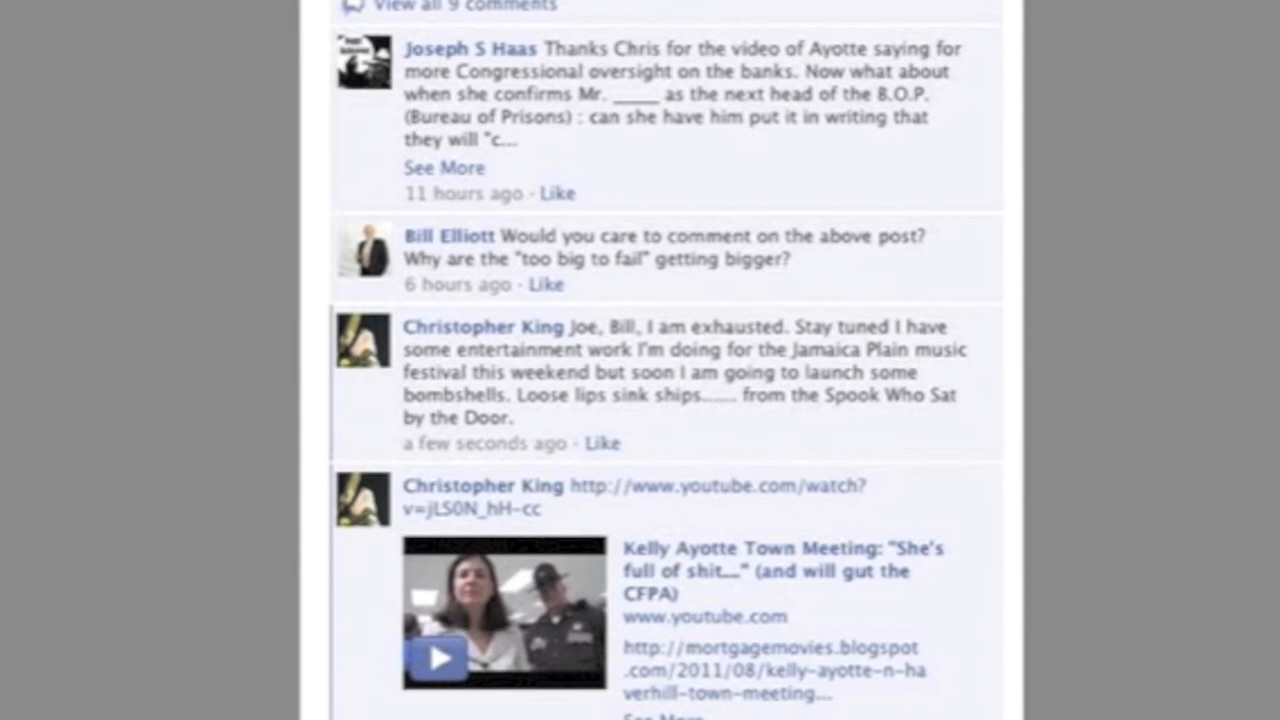 View all 9 comments
Joseph S Haas Thanks Chris for the video of Ayotte saying for
more Congressional oversight on the banks. Now what about
when she confirms Mr. _____ as the next head of the B.O.P.
(Bureau of Prisons) : can she have him put it in writing that
they will "c...
See More
11 hours ago · Like
Bill Elliott Would you care to comment on the above post?
Why are the "too big to fail" getting bigger?
6 hours ago · Like
Christopher King Joe, Bill, I am exhausted. Stay tuned I have
some entertainment work I'm doing for the Jamaica Plain music
festival this weekend but soon I am going to launch some
bombshells. Loose lips sink ships...... from the Spook Who Sat
by the Door.
a few seconds ago · Like
Christopher King http://www.youtube.com/watch?
v=jLS0N_hH-cc
Kelly Ayotte Town Meeting: "She's
full of shit...." (and will gut the
CFPA)
www.youtube.com
http://mortgagemovies.blogspot
.com/2011/08/kelly-ayotte-n-ha
verhill-town-meeting...
See More